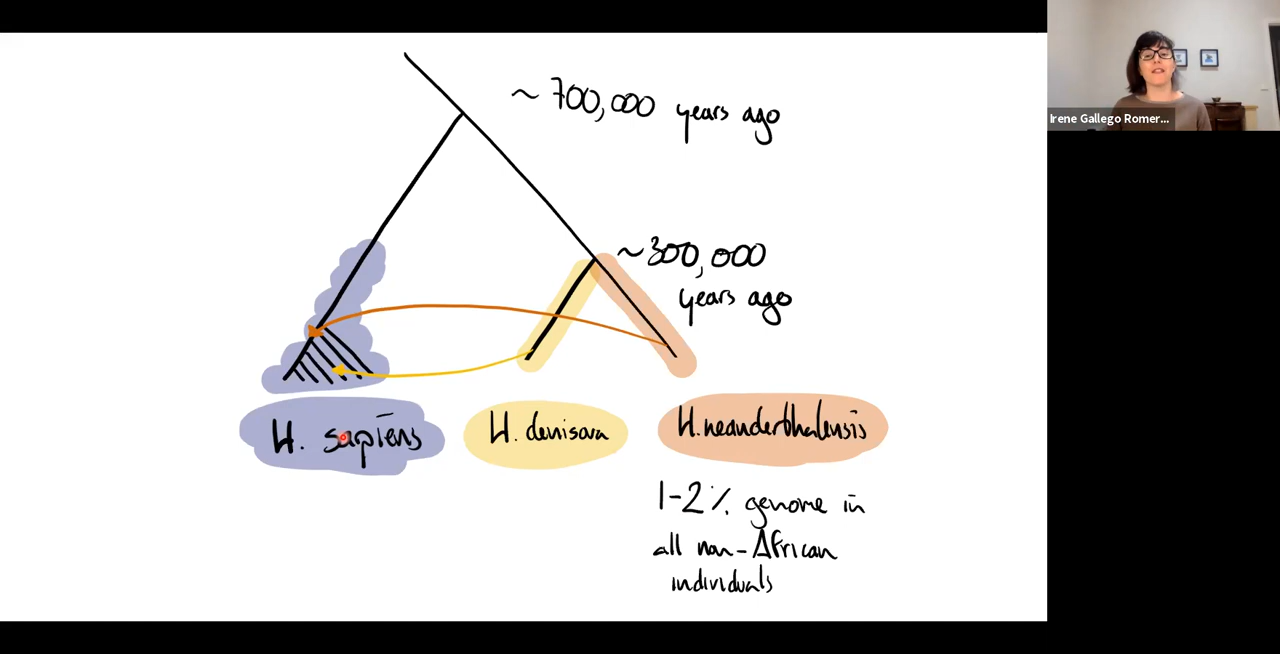 ~ 700,000 years ago
Irene Gallego Romer...
~300,000
years ago
H. sapiens
H. denisova
H. neanderthalensis
1-2% genome in
all non-African
individuals